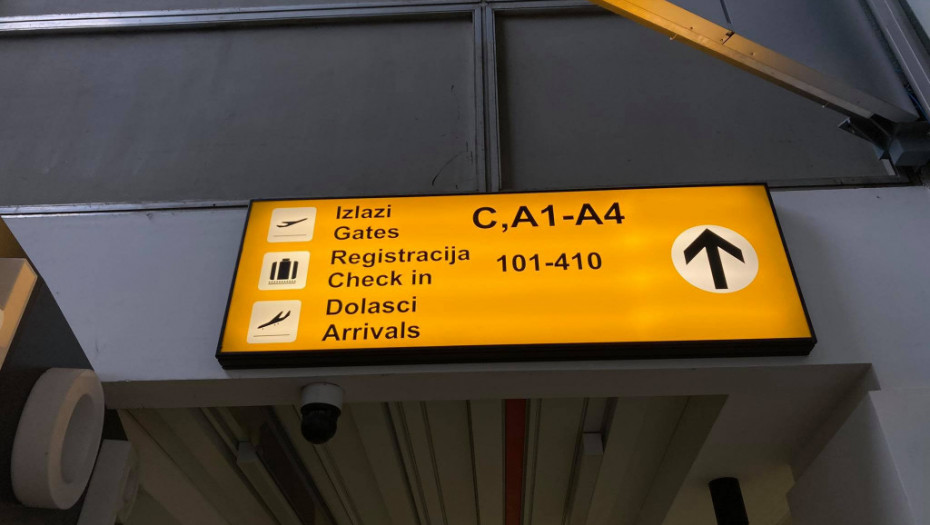 Izlazi
Gates
C,A1-A4
Registracija
Check in
101-410
Dolasci
Arrivals